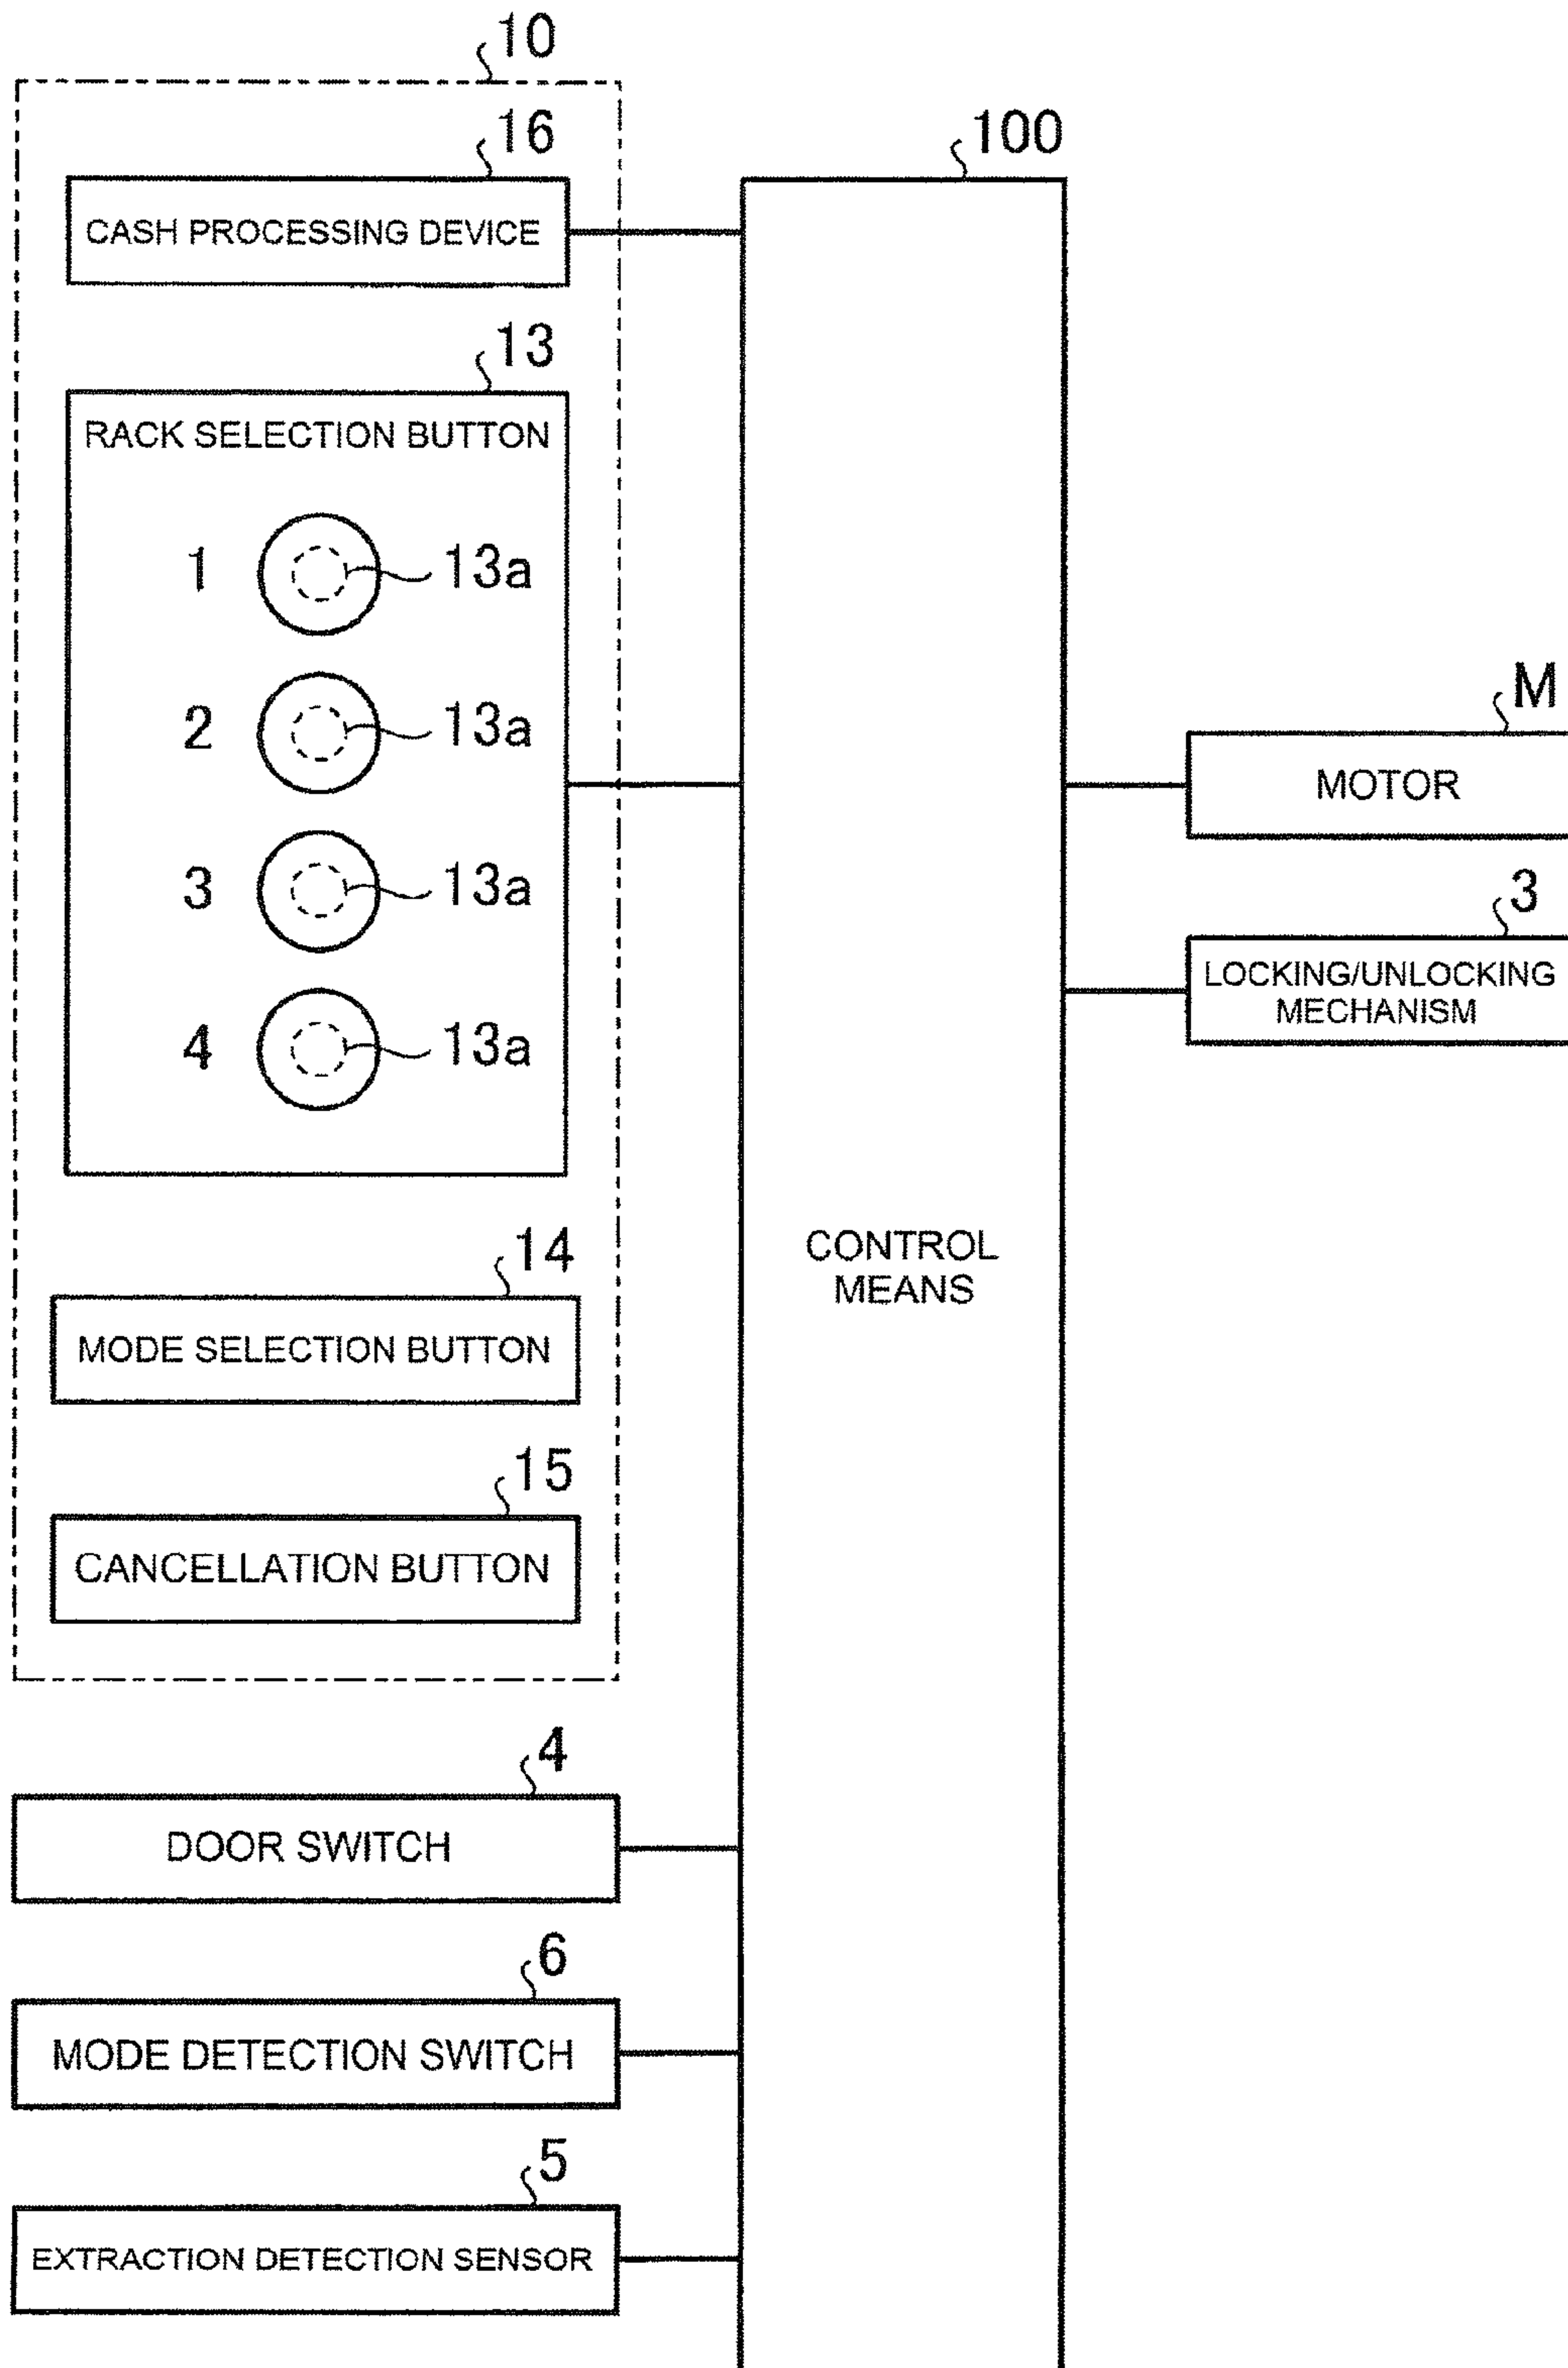 10
16
100
CASH PROCESSING DEVICE
13
RACK SELECTION BUTTON
1 13a
2 13a
3 13a
4 13a
M
MOTOR
3
LOCKING/UNLOCKING
MECHANISM
CONTROL
MEANS
14
MODE SELECTION BUTTON
15
CANCELLATION BUTTON
4
DOOR SWITCH
6
MODE DETECTION SWITCH
5
EXTRACTION DETECTION SENSOR